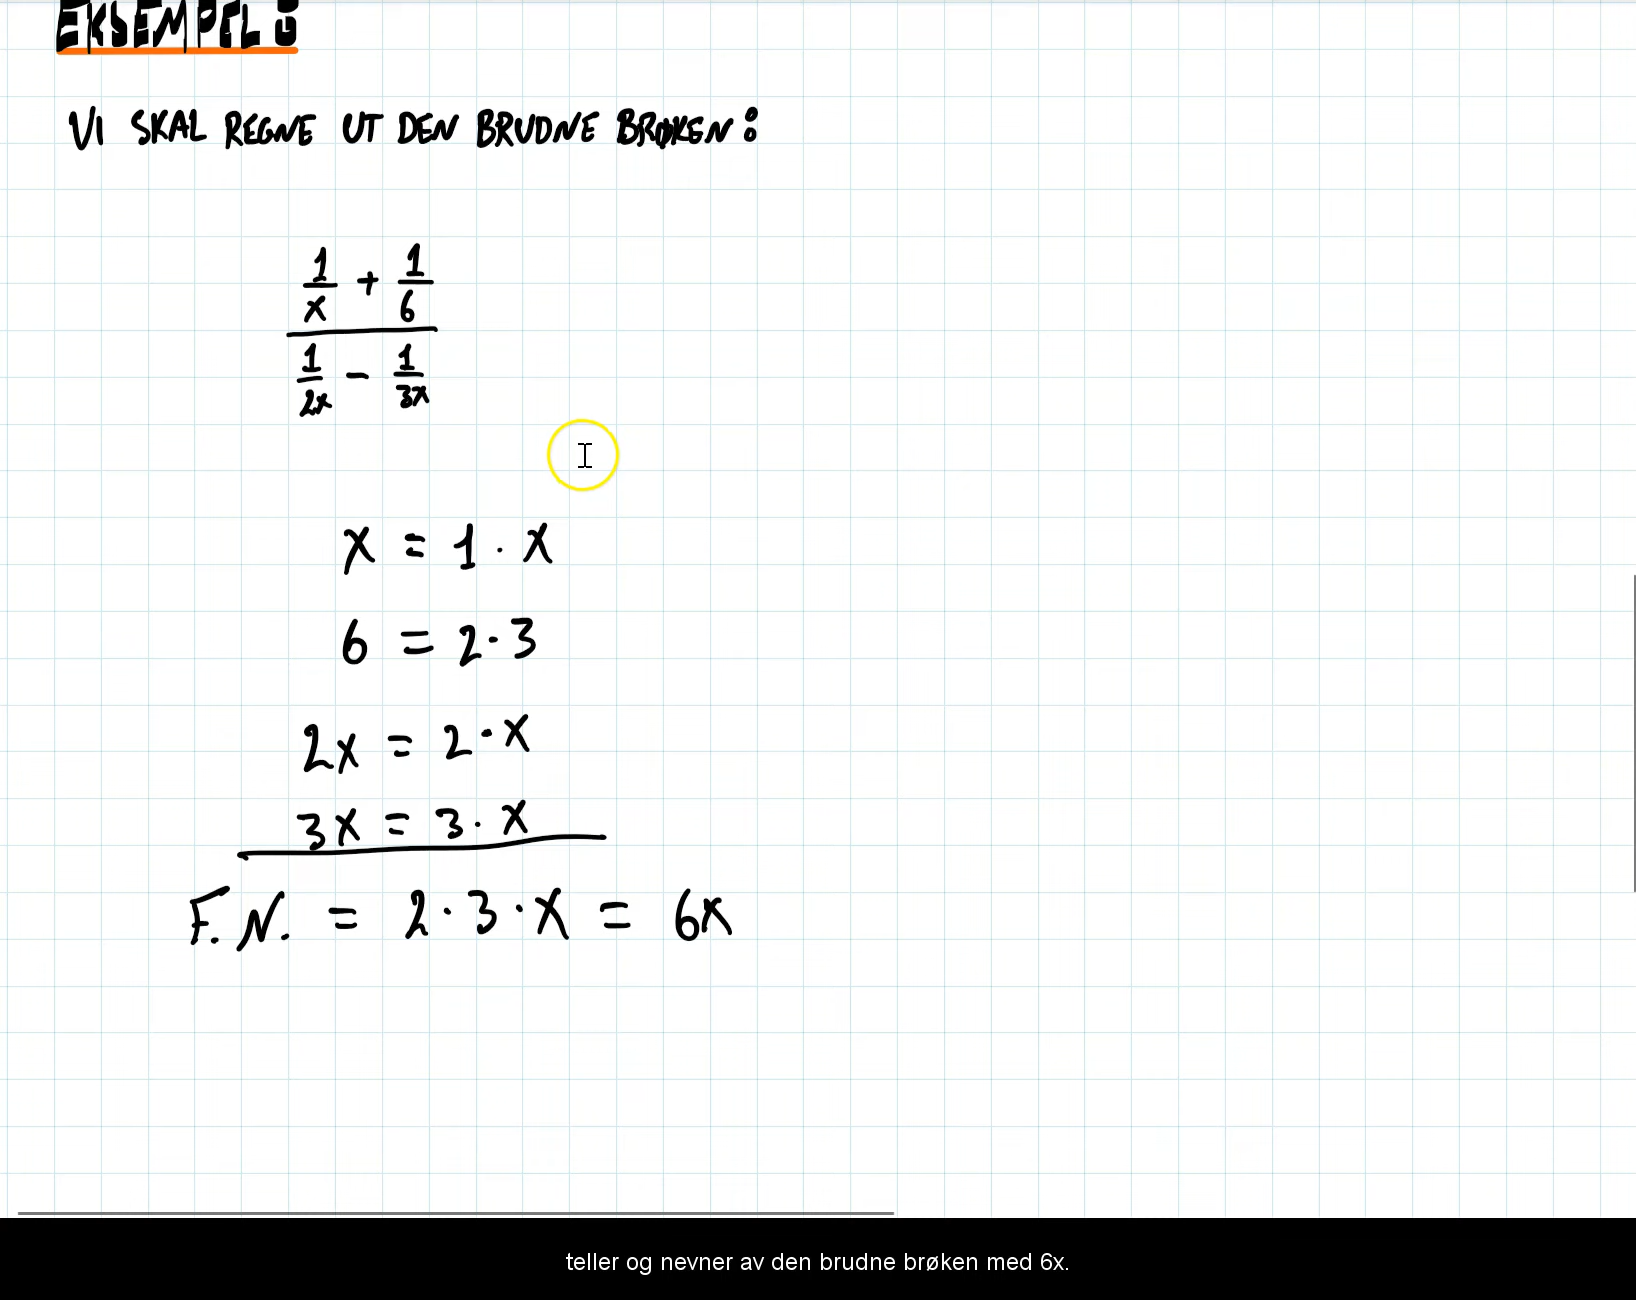 EKSEMPEL:
VI SKAL REGNE UT DEN BRUDNE BRØKEN:
1/x + 1/6
1/2x - 1/3x
x = 1 · x
6 = 2 · 3
2x = 2 · x
3x = 3 · x
F.N. = 2 · 3 · x = 6x
teller og nevner av den brudne brøken med 6x.